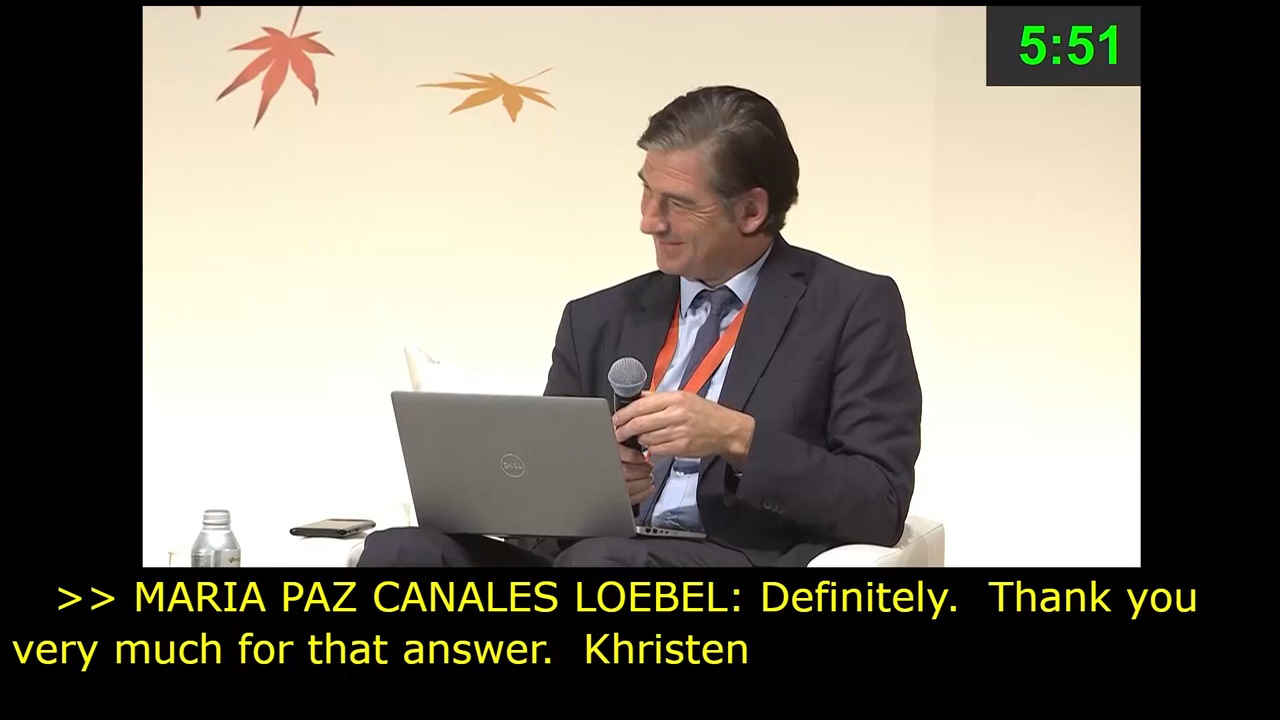 5:51
DELL
>> MARIA PAZ CANALES LOEBEL: Definitely.  Thank you
very much for that answer.  Khristen